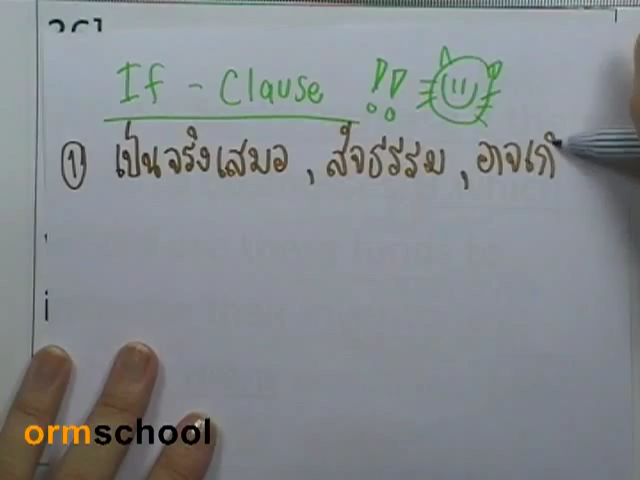 If - Clause !!
① เป็นจริงเสมอ , สัจธรรม , อาจเกิ
ormschool